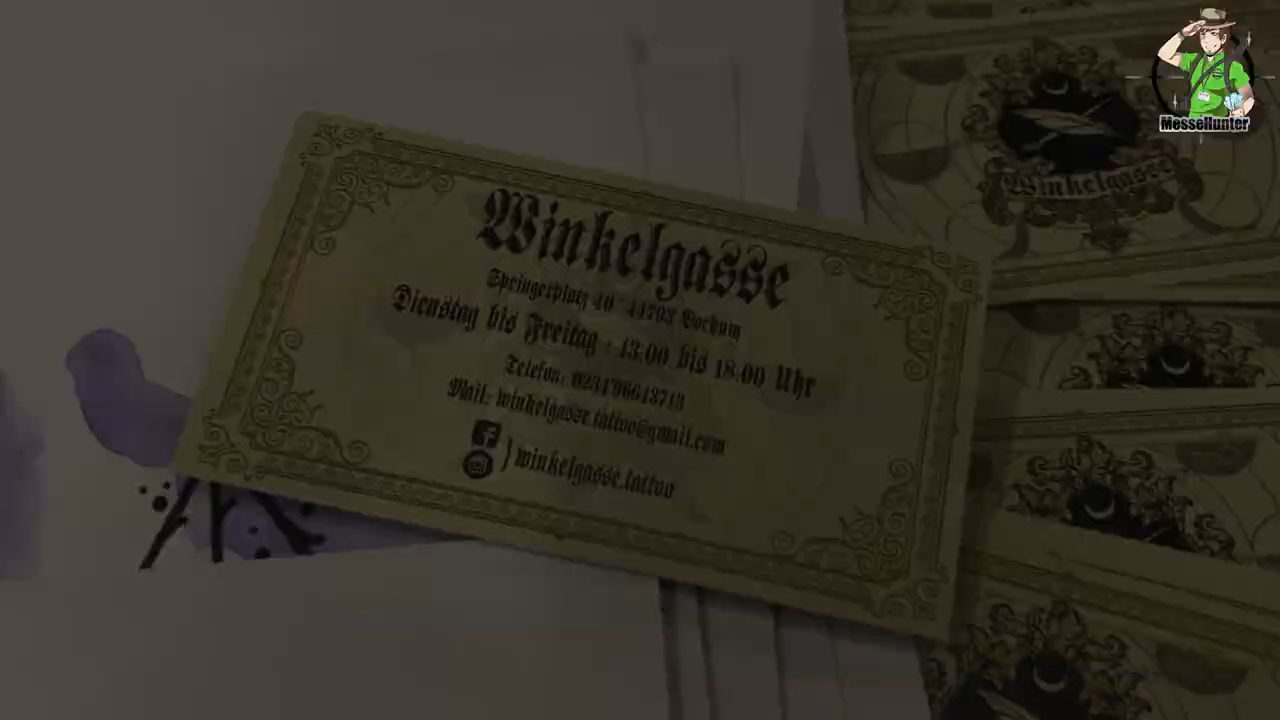 MesseHunter
Winkelgasse
Winkelgasse
Springerplatz 40 · 44793 Bochum
Dienstag bis Freitag : 13:00 bis 18:00 Uhr
Mail: winkelgasse.tattoo@gmail.com
winkelgasse.tattoo
Telefon: